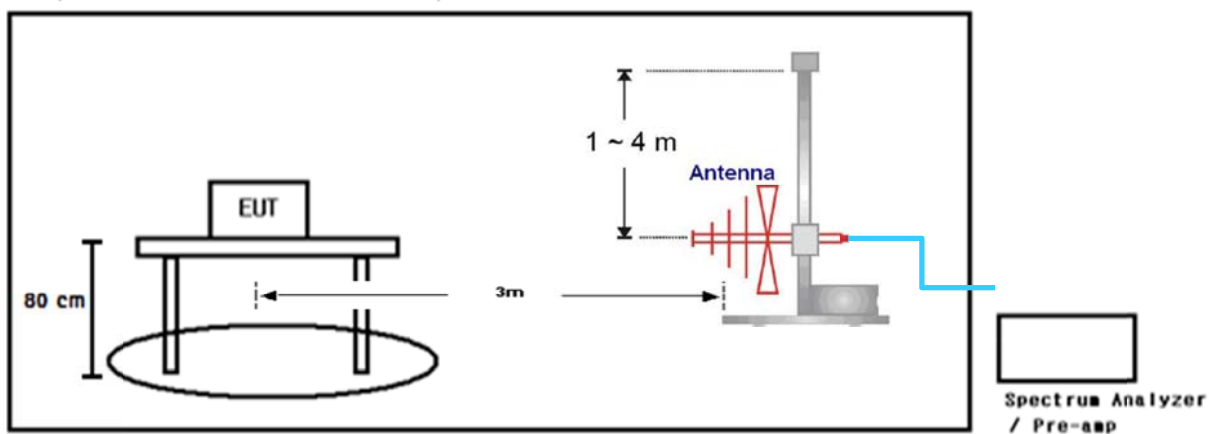 1 ~ 4 m
Antenna
EUT
80 cm
3m
Spectrum Analyzer
/ Pre-amp